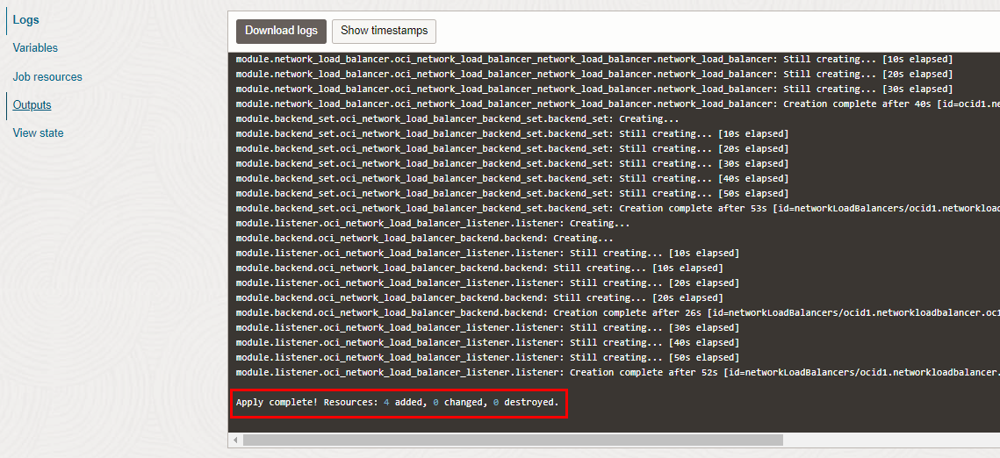 Logs
Variables
Job resources
Outputs
View state
Download logs Show timestamps
module.network_load_balancer.oci_network_load_balancer_network_load_balancer.network_load_balancer: Still creating... [10s elapsed]
module.network_load_balancer.oci_network_load_balancer_network_load_balancer.network_load_balancer: Still creating... [20s elapsed]
module.network_load_balancer.oci_network_load_balancer_network_load_balancer.network_load_balancer: Still creating... [30s elapsed]
module.network_load_balancer.oci_network_load_balancer_network_load_balancer.network_load_balancer: Creation complete after 40s [id=ocid1.ne
module.backend_set.oci_network_load_balancer_backend_set.backend_set: Creating...
module.backend_set.oci_network_load_balancer_backend_set.backend_set: Still creating... [10s elapsed]
module.backend_set.oci_network_load_balancer_backend_set.backend_set: Still creating... [20s elapsed]
module.backend_set.oci_network_load_balancer_backend_set.backend_set: Still creating... [30s elapsed]
module.backend_set.oci_network_load_balancer_backend_set.backend_set: Still creating... [40s elapsed]
module.backend_set.oci_network_load_balancer_backend_set.backend_set: Still creating... [50s elapsed]
module.backend_set.oci_network_load_balancer_backend_set.backend_set: Creation complete after 53s [id=networkLoadBalancers/ocid1.networkload
module.listener.oci_network_load_balancer_listener.listener: Creating...
module.backend.oci_network_load_balancer_backend.backend: Creating...
module.listener.oci_network_load_balancer_listener.listener: Still creating... [10s elapsed]
module.backend.oci_network_load_balancer_backend.backend: Still creating... [10s elapsed]
module.listener.oci_network_load_balancer_listener.listener: Still creating... [20s elapsed]
module.backend.oci_network_load_balancer_backend.backend: Still creating... [20s elapsed]
module.backend.oci_network_load_balancer_backend.backend: Creation complete after 26s [id=networkLoadBalancers/ocid1.networkloadbalancer.oc1
module.listener.oci_network_load_balancer_listener.listener: Still creating... [30s elapsed]
module.listener.oci_network_load_balancer_listener.listener: Still creating... [40s elapsed]
module.listener.oci_network_load_balancer_listener.listener: Still creating... [50s elapsed]
module.listener.oci_network_load_balancer_listener.listener: Creation complete after 52s [id=networkLoadBalancers/ocid1.networkloadbalancer.
Apply complete! Resources: 4 added, 0 changed, 0 destroyed.